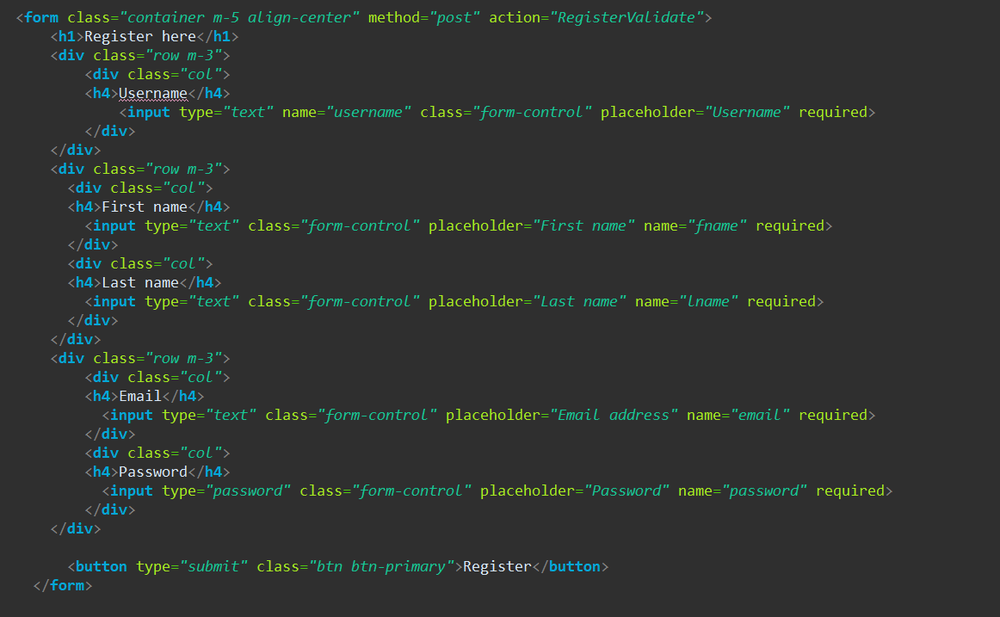 <form class="container m-5 align-center" method="post" action="RegisterValidate">
    <h1>Register here</h1>
    <div class="row m-3">
        <div class="col">
        <h4>Username</h4>
            <input type="text" name="username" class="form-control" placeholder="Username" required>
        </div>
    </div>
    <div class="row m-3">
      <div class="col">
      <h4>First name</h4>
        <input type="text" class="form-control" placeholder="First name" name="fname" required>
      </div>
      <div class="col">
      <h4>Last name</h4>
        <input type="text" class="form-control" placeholder="Last name" name="lname" required>
      </div>
    </div>
    <div class="row m-3">
        <div class="col">
        <h4>Email</h4>
          <input type="text" class="form-control" placeholder="Email address" name="email" required>
        </div>
        <div class="col">
        <h4>Password</h4>
          <input type="password" class="form-control" placeholder="Password" name="password" required>
        </div>
    </div>

      <button type="submit" class="btn btn-primary">Register</button>
  </form>